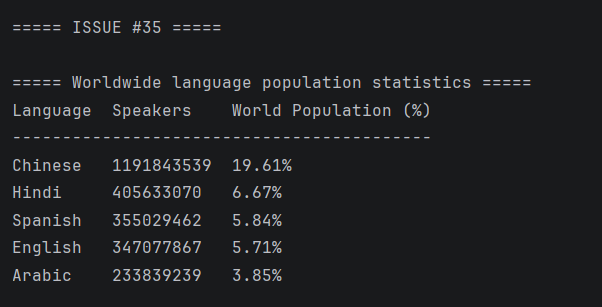 ===== ISSUE #35 =====
===== Worldwide language population statistics =====
Language  Speakers    World Population (%)
------------------------------------------
Chinese   1191843539  19.61%
Hindi     405633070   6.67%
Spanish   355029462   5.84%
English   347077867   5.71%
Arabic    233839239   3.85%